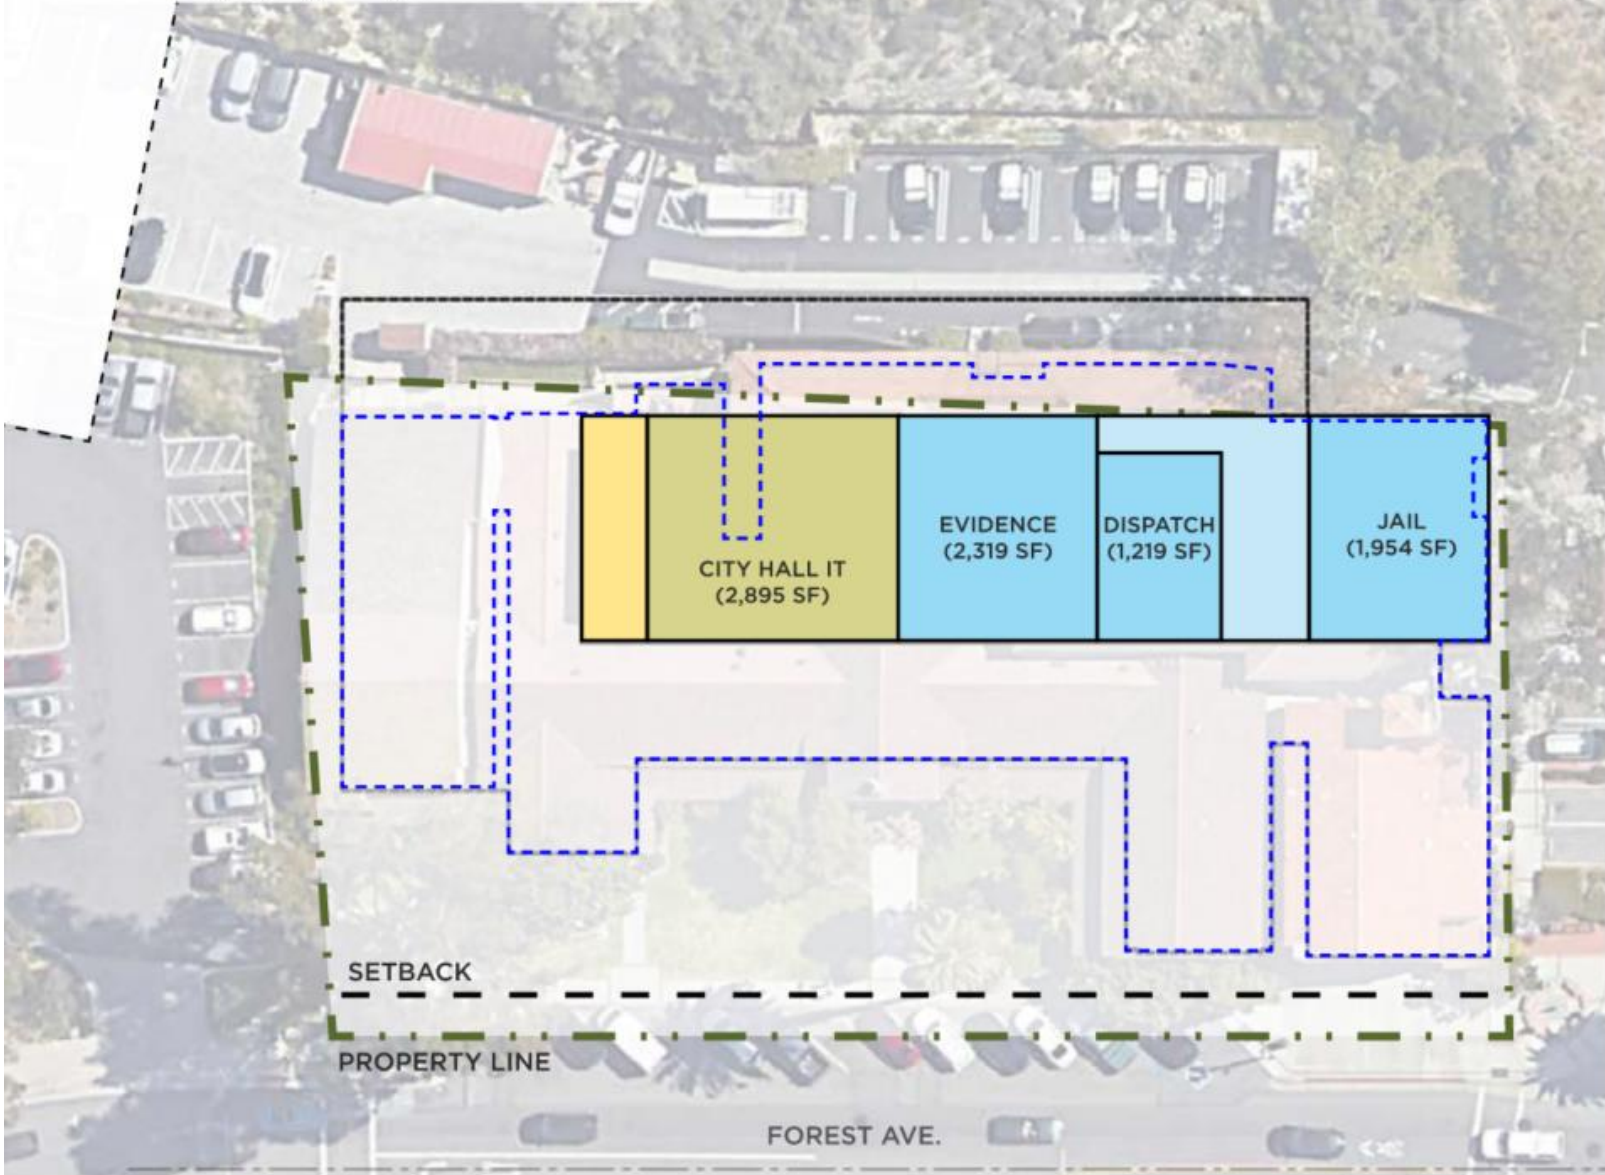 CITY HALL IT
(2,895 SF)
EVIDENCE
(2,319 SF)
DISPATCH
(1,219 SF)
JAIL
(1,954 SF)
SETBACK
PROPERTY LINE
FOREST AVE.